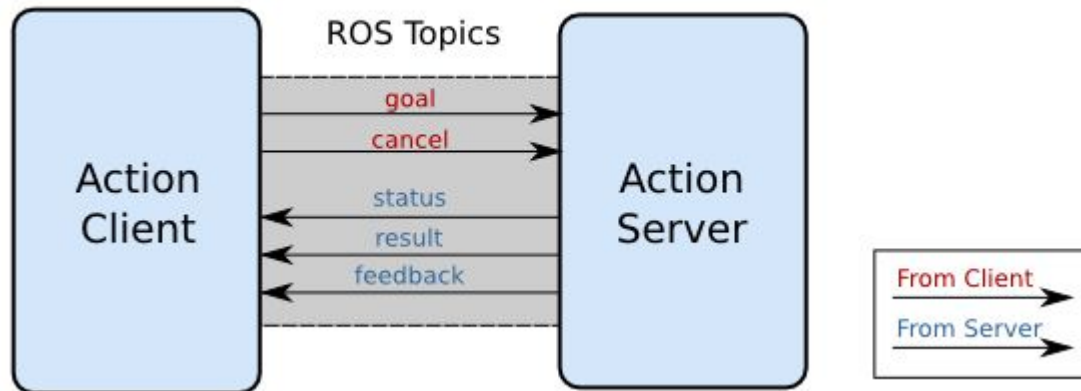 ROS Topics
goal
cancel
Action
Client
status
result
feedback
Action
Server
From Client
From Server